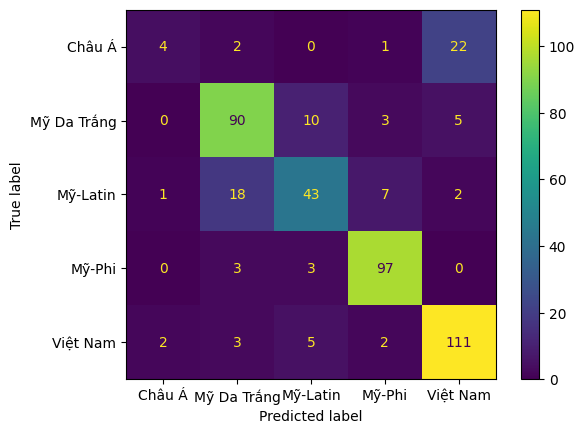 Châu Á 4 2 0 1 22
Mỹ Da Trắng 0 90 10 3 5
Mỹ-Latin 1 18 43 7 2
Mỹ-Phi 0 3 3 97 0
Việt Nam 2 3 5 2 111
Châu Á Mỹ Da Trắng Mỹ-Latin Mỹ-Phi Việt Nam
Predicted label
True label
100
80
60
40
20
0